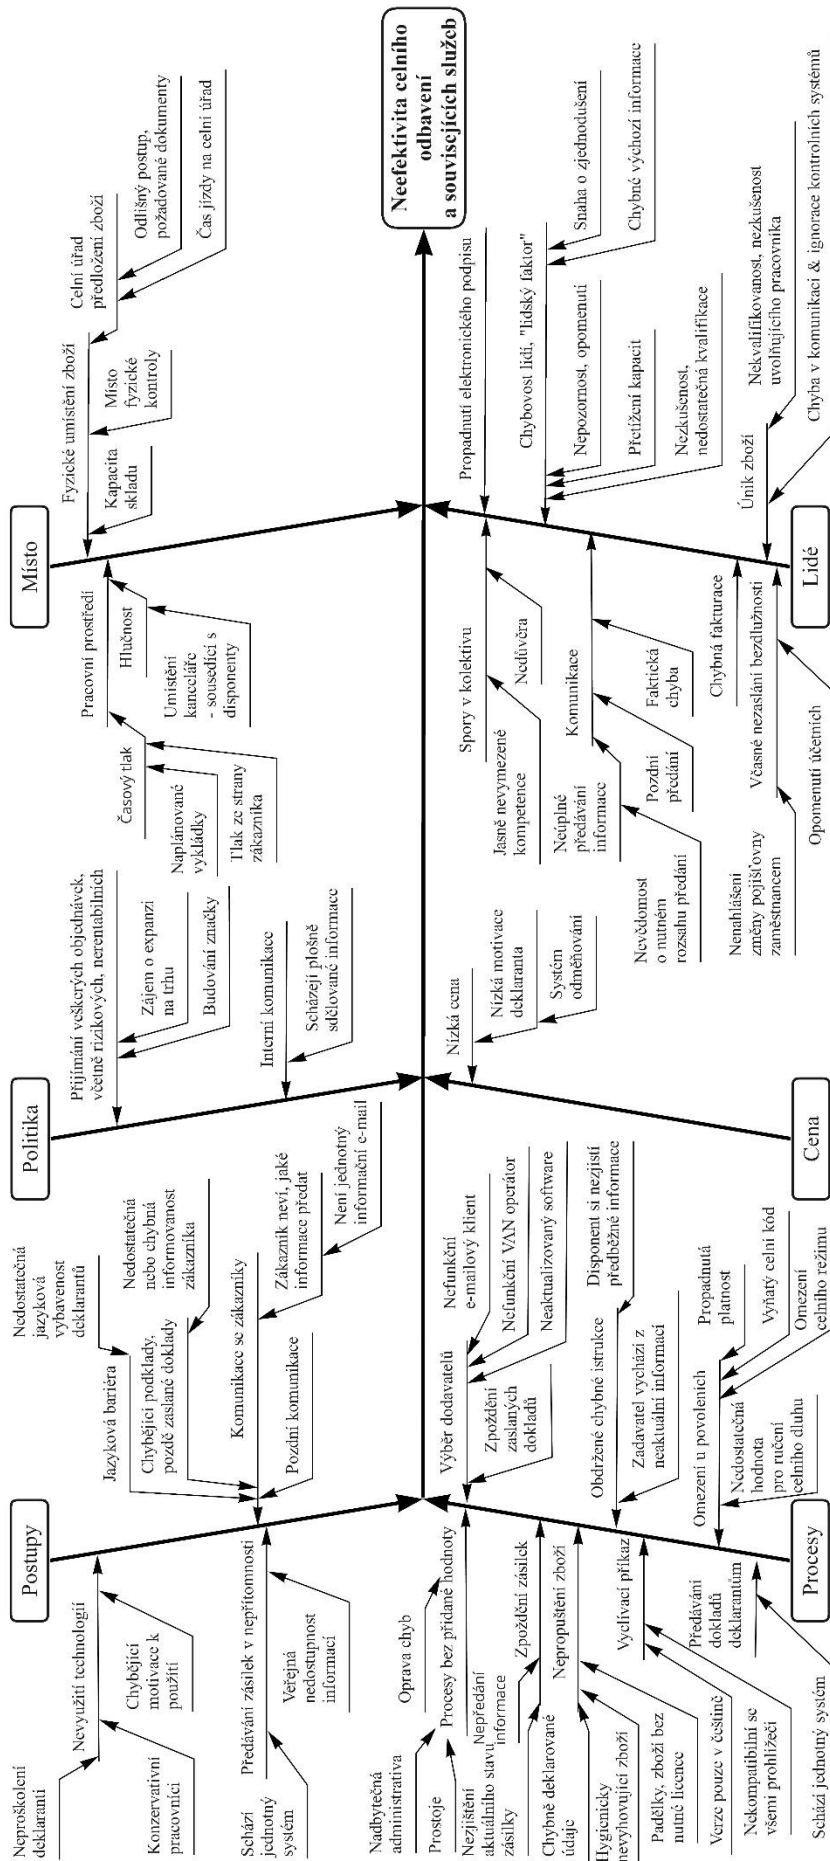 Postupy
Neproškolení
deklaranti
Nevyužití technologií
Chybějící
motivace k
použití
Konzervativní
pracovníci
Předávání zásilek v nepřítomnosti
Schází
jednotný
systém
Veřejná
nedostupnost
informací
Nedostatečná
jazyková
vybavenost
deklarantů
Jazyková bariéra
Chybějící podklady,
pozdě zaslané doklady
Nedostatečná
nebo chybná
informovanost
zákazníka
Komunikace se zákazníky
Pozdní komunikace
Zákazník neví, jaké
informace předat
Není jednotný
informační e-mail
Politika
Přijímání veškerých objednávek,
včetně rizikových, nerentabilních
Zájem o expanzi
na trhu
Budování značky
Interní komunikace
Scházejí plošně
sdělované informace
Místo
Pracovní prostředí
Časový tlak
Naplánované
vykládky
Tlak ze strany
zákazníka
Hlučnost
Umístění
kanceláře
- sousedící s
disponenty
Fyzické umístění zboží
Kapacita
skladu
Místo
fyzické
kontroly
Celní úřad
předložení zboží
Odlišný postup,
požadované dokumenty
Čas jízdy na celní úřad
Neefektivita celního
odbavení
a souvisejících služeb
Nadbytečná
administrativa
Oprava chyb
Prostoje
Procesy bez přidané hodnoty
Nezjištění
aktuálního stavu
zásilky
Nepředání
informace
Zpoždění zásilek
Chybně deklarované
údaje
Nepropuštění zboží
Hygienicky
nevyhovující zboží
Padělky, zboží bez
nutné licence
Vyclívací příkaz
Verze pouze v češtině
Nekompatibilní se
všemi prohlížeči
Předávání
dokladů
deklarantům
Schází jednotný systém
Procesy
Výběr dodavatelů
Zpoždění
zaslaných
dokladů
Nefunkční
e-mailový klient
Nefunkční VAN operátor
Neaktualizovaný software
Obdržené chybné istrukce
Disponent si nezjistí
předběžné informace
Zadavatel vychází z
neaktuální informací
Omezení u povoleních
Nedostatečná
hodnota
pro ručení
celního dluhu
Propadnutá
platnost
Vyňatý celní kód
Omezení
celního režimu
Nízká cena
Nízká motivace
deklaranta
Systém
odměňování
Cena
Spory v kolektivu
Jasně nevymezené
kompetence
Nedůvěra
Komunikace
Neúplné
předávání
informace
Nevědomost
o nutném
rozsahu předání
Pozdní
předání
Faktická
chyba
Chybná fakturace
Včasné nezaslání bezdlužnosti
Nenahlášení
změny pojišťovny
zaměstnancem
Opomenutí účetních
Lidé
Propadnutí elektronického podpisu
Chybovost lidí, "lidský faktor"
Nepozornost, opomenutí
Přetížení kapacit
Nezkušenost,
nedostatečná kvalifikace
Snaha o zjednodušení
Chybné výchozí informace
Únik zboží
Nekvalifikovanost, nezkušenost
uvolňujícího pracovníka
Chyba v komunikaci & ignorace kontrolních systémů